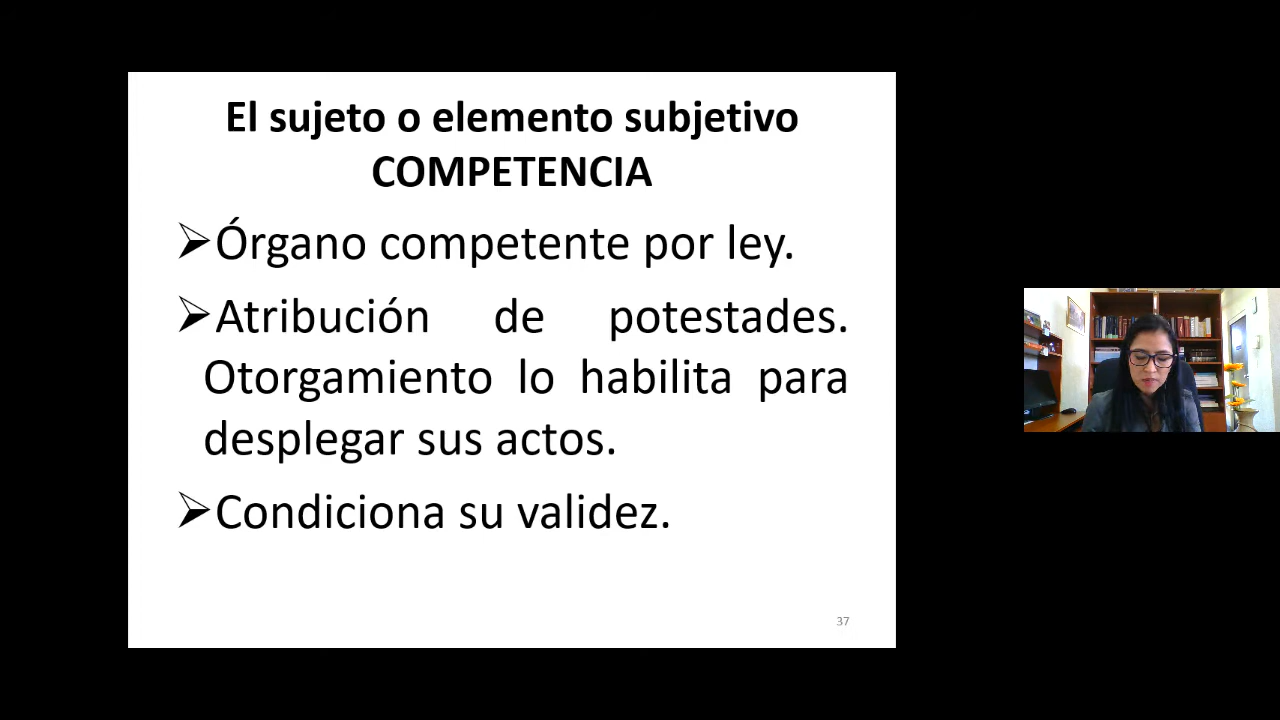 El sujeto o elemento subjetivo
COMPETENCIA
Órgano competente por ley.
Atribución de potestades.
Otorgamiento lo habilita para
desplegar sus actos.
Condiciona su validez.
37